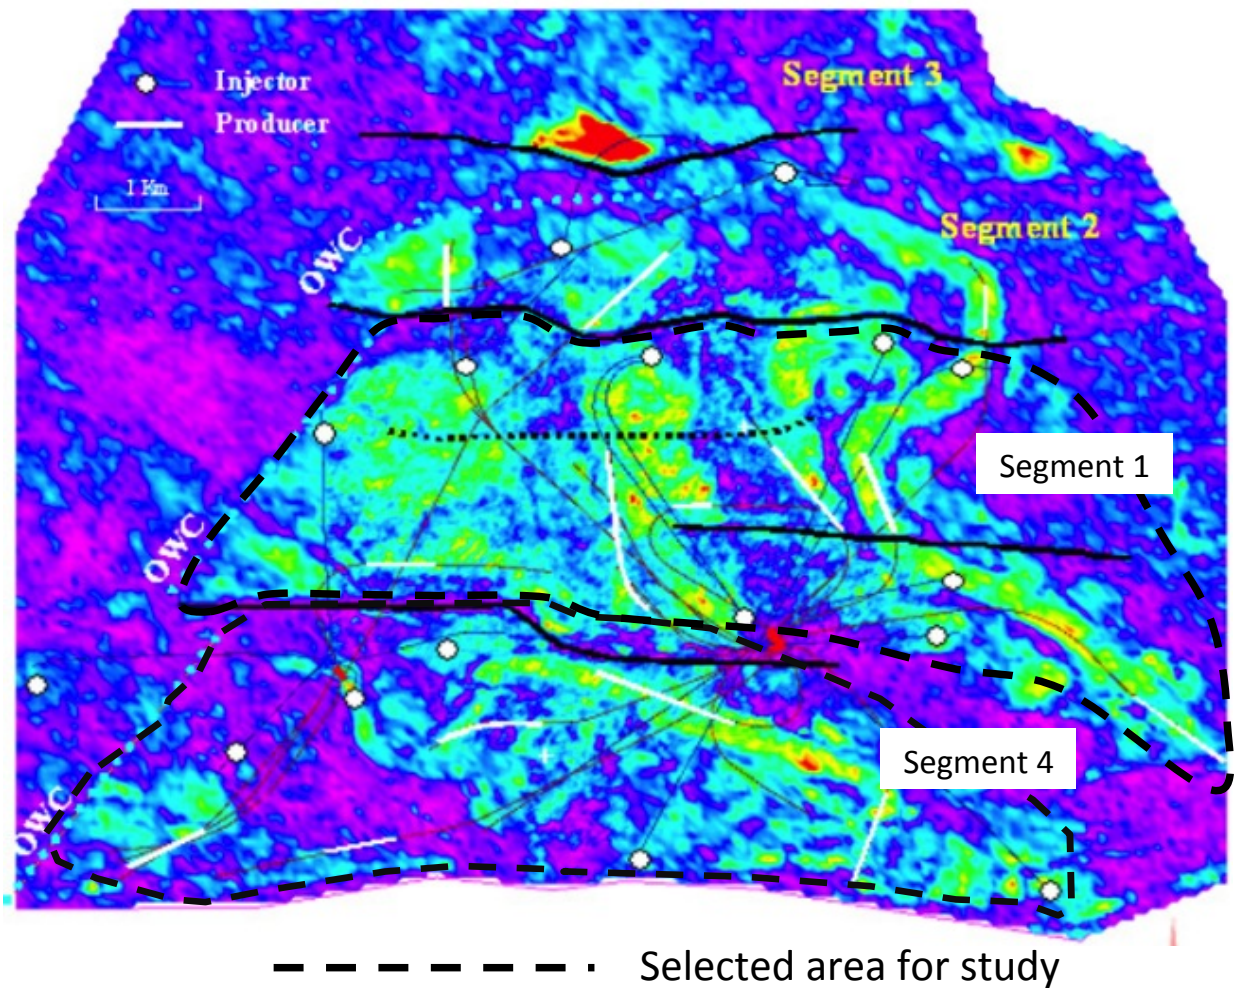 Segment 3
Injector
Producer
1 Km
Segment 2
OWC
Segment 1
OWC
Segment 4
OWC
Selected area for study